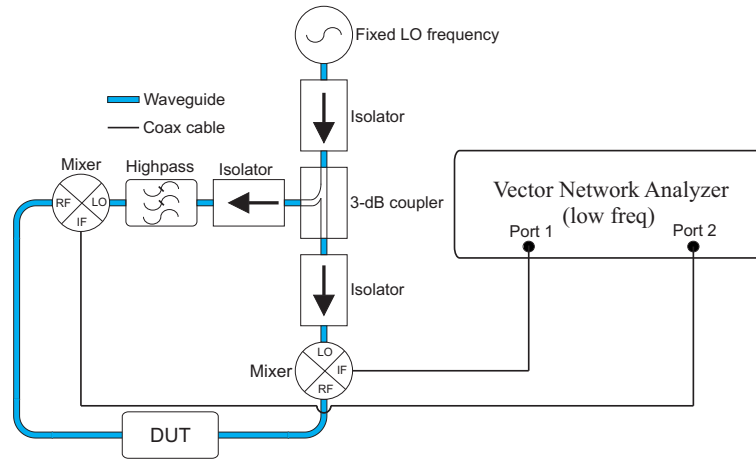 Fixed LO frequency
Waveguide
Coax cable
Isolator
Mixer
Highpass
Isolator
RF
LO
IF
3-dB coupler
Vector Network Analyzer
(low freq)
Port 1
Port 2
Isolator
Mixer
LO
IF
RF
DUT